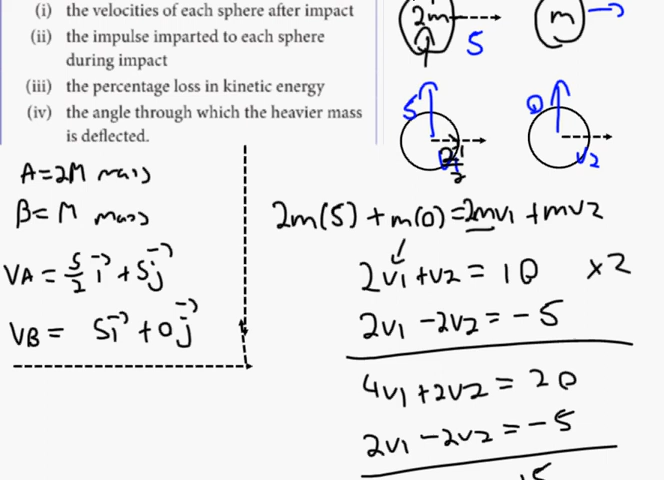 (i) the velocities of each sphere after impact
(ii) the impulse imparted to each sphere
during impact
(iii) the percentage loss in kinetic energy
(iv) the angle through which the heavier mass
is deflected.
2m
m
5
5
0
v2
A=2M mass
B=M mass
VA = 5/2 i + 5j
VB = 5i + 0j
2m(5) + m(0) = 2mv1 + mv2
2v1 + v2 = 10 ×2
2v1 - 2v2 = -5
4v1 + 2v2 = 20
2v1 - 2v2 = -5
15